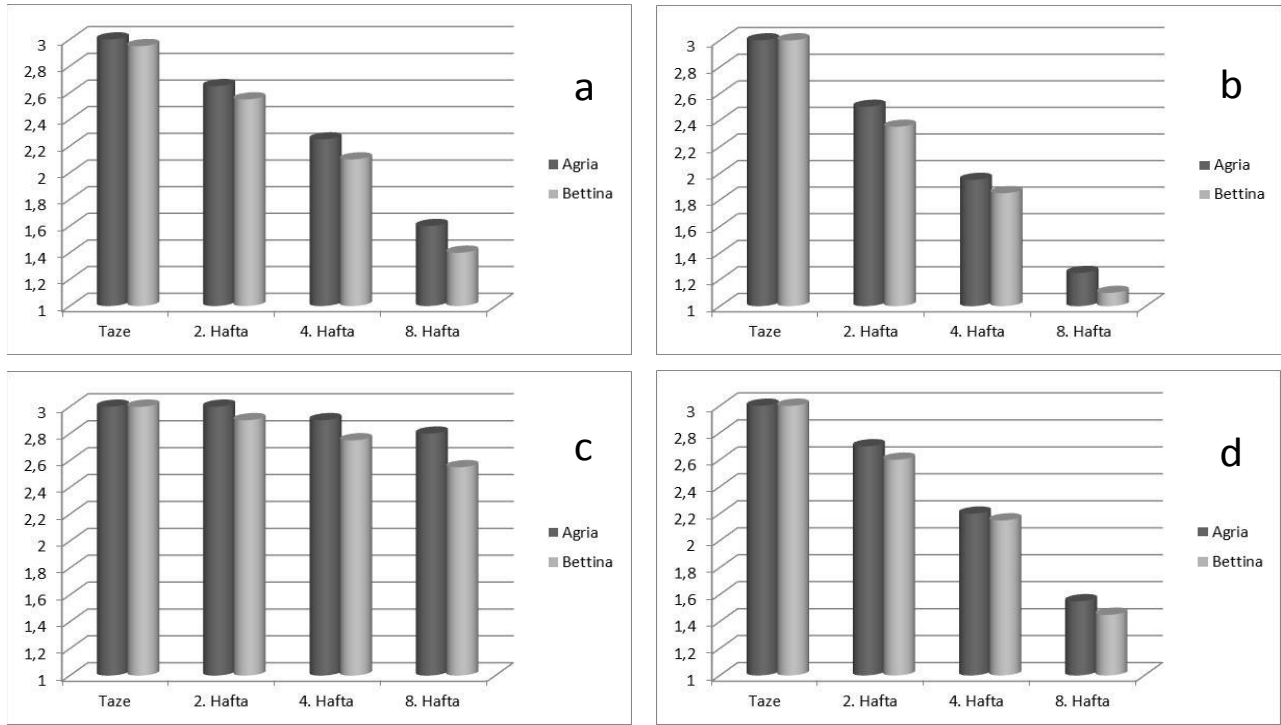 3
2,8
2,6
2,4
2,2
2
1,8
1,6
1,4
1,2
1
Taze 2. Hafta 4. Hafta 8. Hafta
a
Agria
Bettina
3
2,8
2,6
2,4
2,2
2
1,8
1,6
1,4
1,2
1
Taze 2. Hafta 4. Hafta 8. Hafta
b
Agria
Bettina
3
2,8
2,6
2,4
2,2
2
1,8
1,6
1,4
1,2
1
Taze 2. Hafta 4. Hafta 8. Hafta
c
Agria
Bettina
3
2,8
2,6
2,4
2,2
2
1,8
1,6
1,4
1,2
1
Taze 2. Hafta 4. Hafta 8. Hafta
d
Agria
Bettina